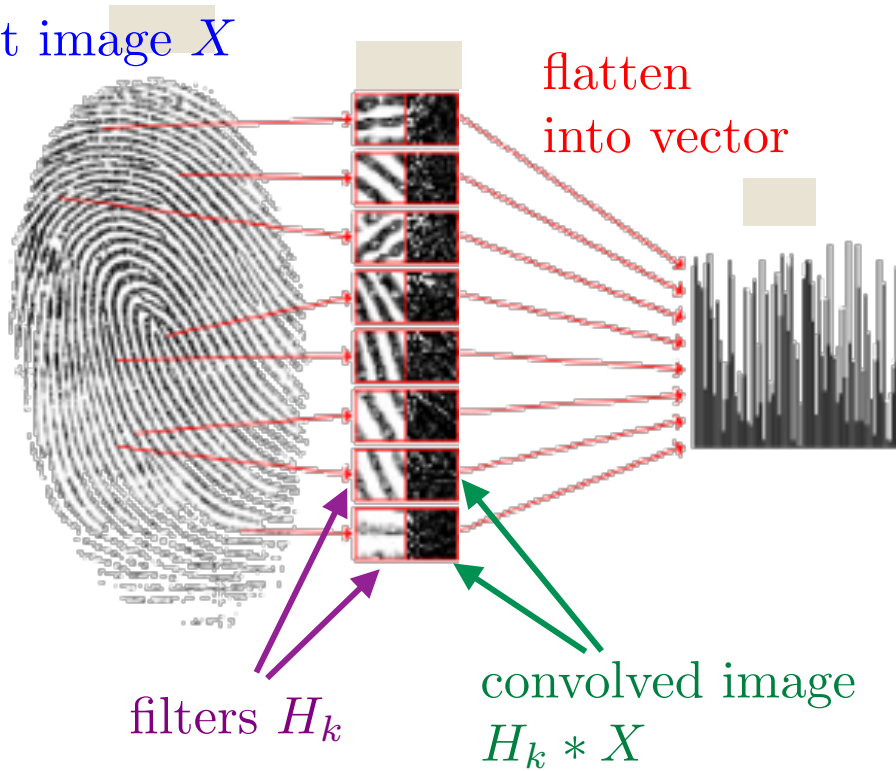 t image X
flatten
into vector
filters H_k
convolved image
H_k * X